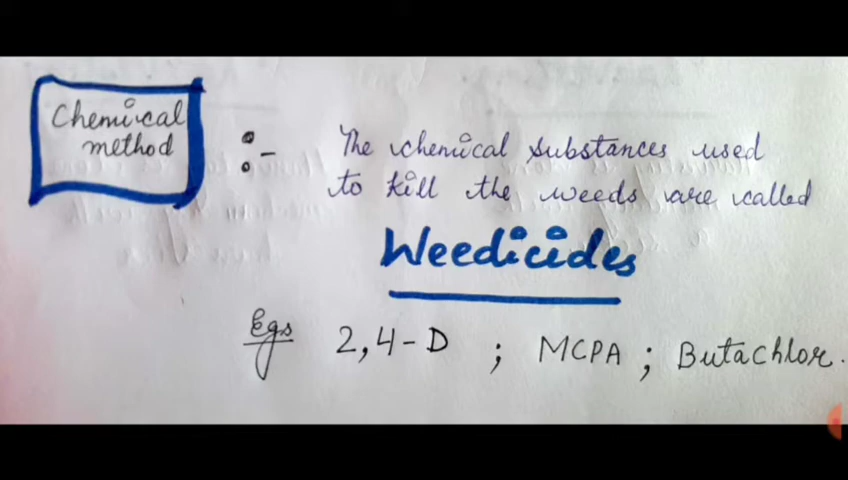 Chemical
method
:- The chemical substances used
to kill the weeds are called
Weedicides
Egs 2,4-D ; MCPA ; Butachlor.